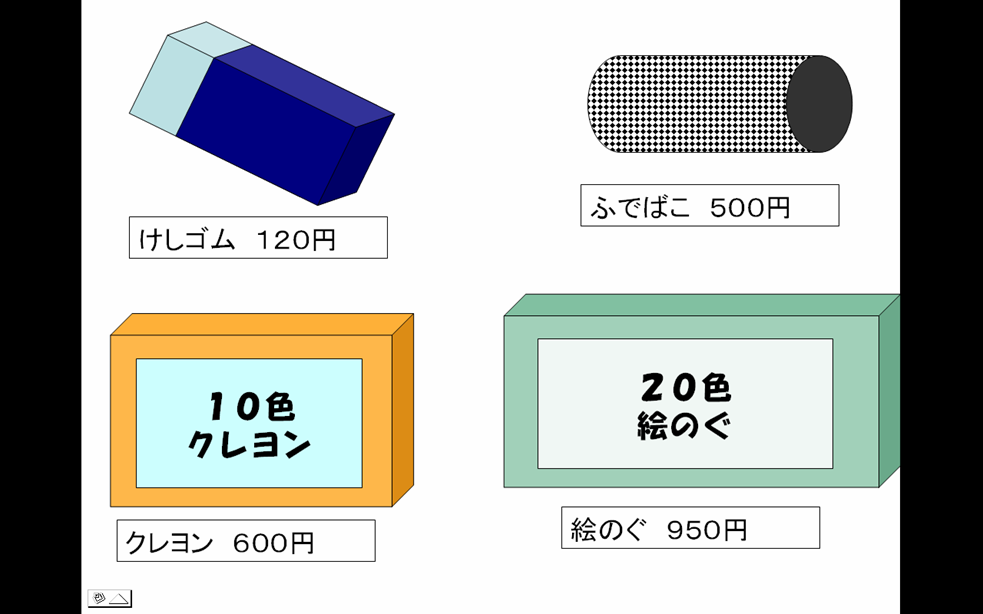 けしゴム　１２０円
ふでばこ　５００円
１０色
クレヨン
クレヨン　６００円
２０色
絵のぐ
絵のぐ　９５０円